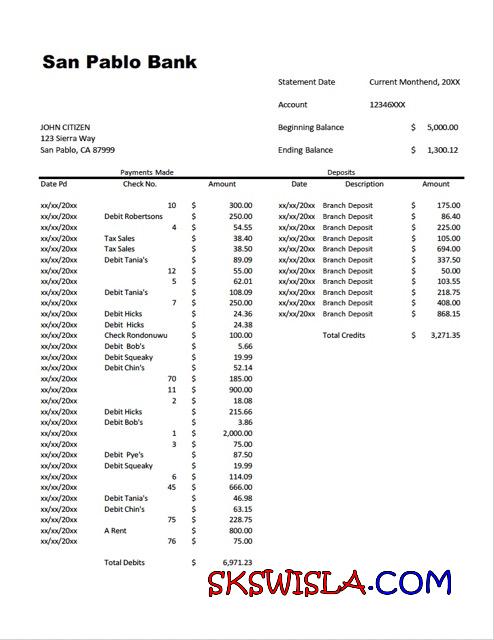 San Pablo Bank
Statement Date Current Monthend, 20XX
Account 12346XXX
JOHN CITIZEN Beginning Balance $ 5,000.00
123 Sierra Way
San Pablo, CA 87999 Ending Balance $ 1,300.12
Payments Made Deposits
Date Pd Check No. Amount Date Description Amount
xx/xx/20xx 10 $ 300.00 xx/xx/20xx Branch Deposit $ 175.00
xx/xx/20xx Debit Robertsons $ 250.00 xx/xx/20xx Branch Deposit $ 86.40
xx/xx/20xx 4 $ 54.55 xx/xx/20xx Branch Deposit $ 225.00
xx/xx/20xx Tax Sales $ 38.40 xx/xx/20xx Branch Deposit $ 105.00
xx/xx/20xx Tax Sales $ 38.50 xx/xx/20xx Branch Deposit $ 694.00
xx/xx/20xx Debit Tania's $ 89.09 xx/xx/20xx Branch Deposit $ 337.50
xx/xx/20xx 12 $ 55.00 xx/xx/20xx Branch Deposit $ 50.00
xx/xx/20xx 5 $ 62.01 xx/xx/20xx Branch Deposit $ 103.55
xx/xx/20xx Debit Tania's $ 108.09 xx/xx/20xx Branch Deposit $ 218.75
xx/xx/20xx 7 $ 250.00 xx/xx/20xx Branch Deposit $ 408.00
xx/xx/20xx Debit Hicks $ 24.36 xx/xx/20xx Branch Deposit $ 868.15
xx/xx/20xx Debit Hicks $ 24.38
xx/xx/20xx Check Rondonuwu $ 100.00 Total Credits $ 3,271.35
xx/xx/20xx Debit Bob's $ 5.66
xx/xx/20xx Debit Squeaky $ 19.99
xx/xx/20xx Debit Chin's $ 52.14
xx/xx/20xx 70 $ 185.00
xx/xx/20xx 11 $ 900.00
xx/xx/20xx 2 $ 18.08
xx/xx/20xx Debit Hicks $ 215.66
xx/xx/20xx Debit Bob's $ 3.86
xx/xx/20xx 1 $ 2,000.00
xx/xx/20xx 3 $ 75.00
xx/xx/20xx Debit Pye's $ 87.50
xx/xx/20xx Debit Squeaky $ 19.99
xx/xx/20xx 6 $ 114.09
xx/xx/20xx 45 $ 666.00
xx/xx/20xx Debit Tania's $ 46.98
xx/xx/20xx Debit Chin's $ 63.15
xx/xx/20xx 75 $ 228.75
xx/xx/20xx A Rent $ 800.00
xx/xx/20xx 76 $ 75.00
Total Debits $ 6,971.23
SKSWISLA.COM